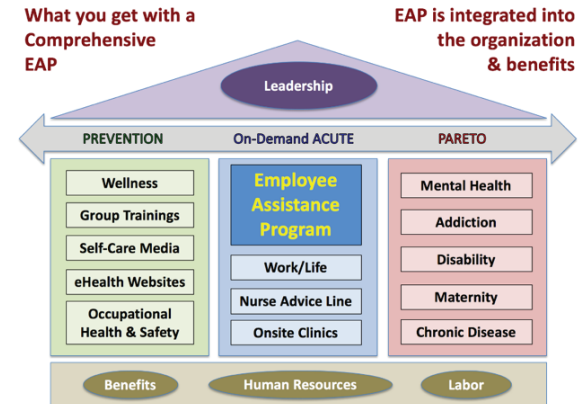 What you get with a
Comprehensive
EAP
EAP is integrated into
the organization
& benefits
Leadership
PREVENTION
On-Demand ACUTE
PARETO
Wellness
Group Trainings
Self-Care Media
eHealth Websites
Occupational
Health & Safety
Employee
Assistance
Program
Work/Life
Nurse Advice Line
Onsite Clinics
Mental Health
Addiction
Disability
Maternity
Chronic Disease
Benefits
Human Resources
Labor